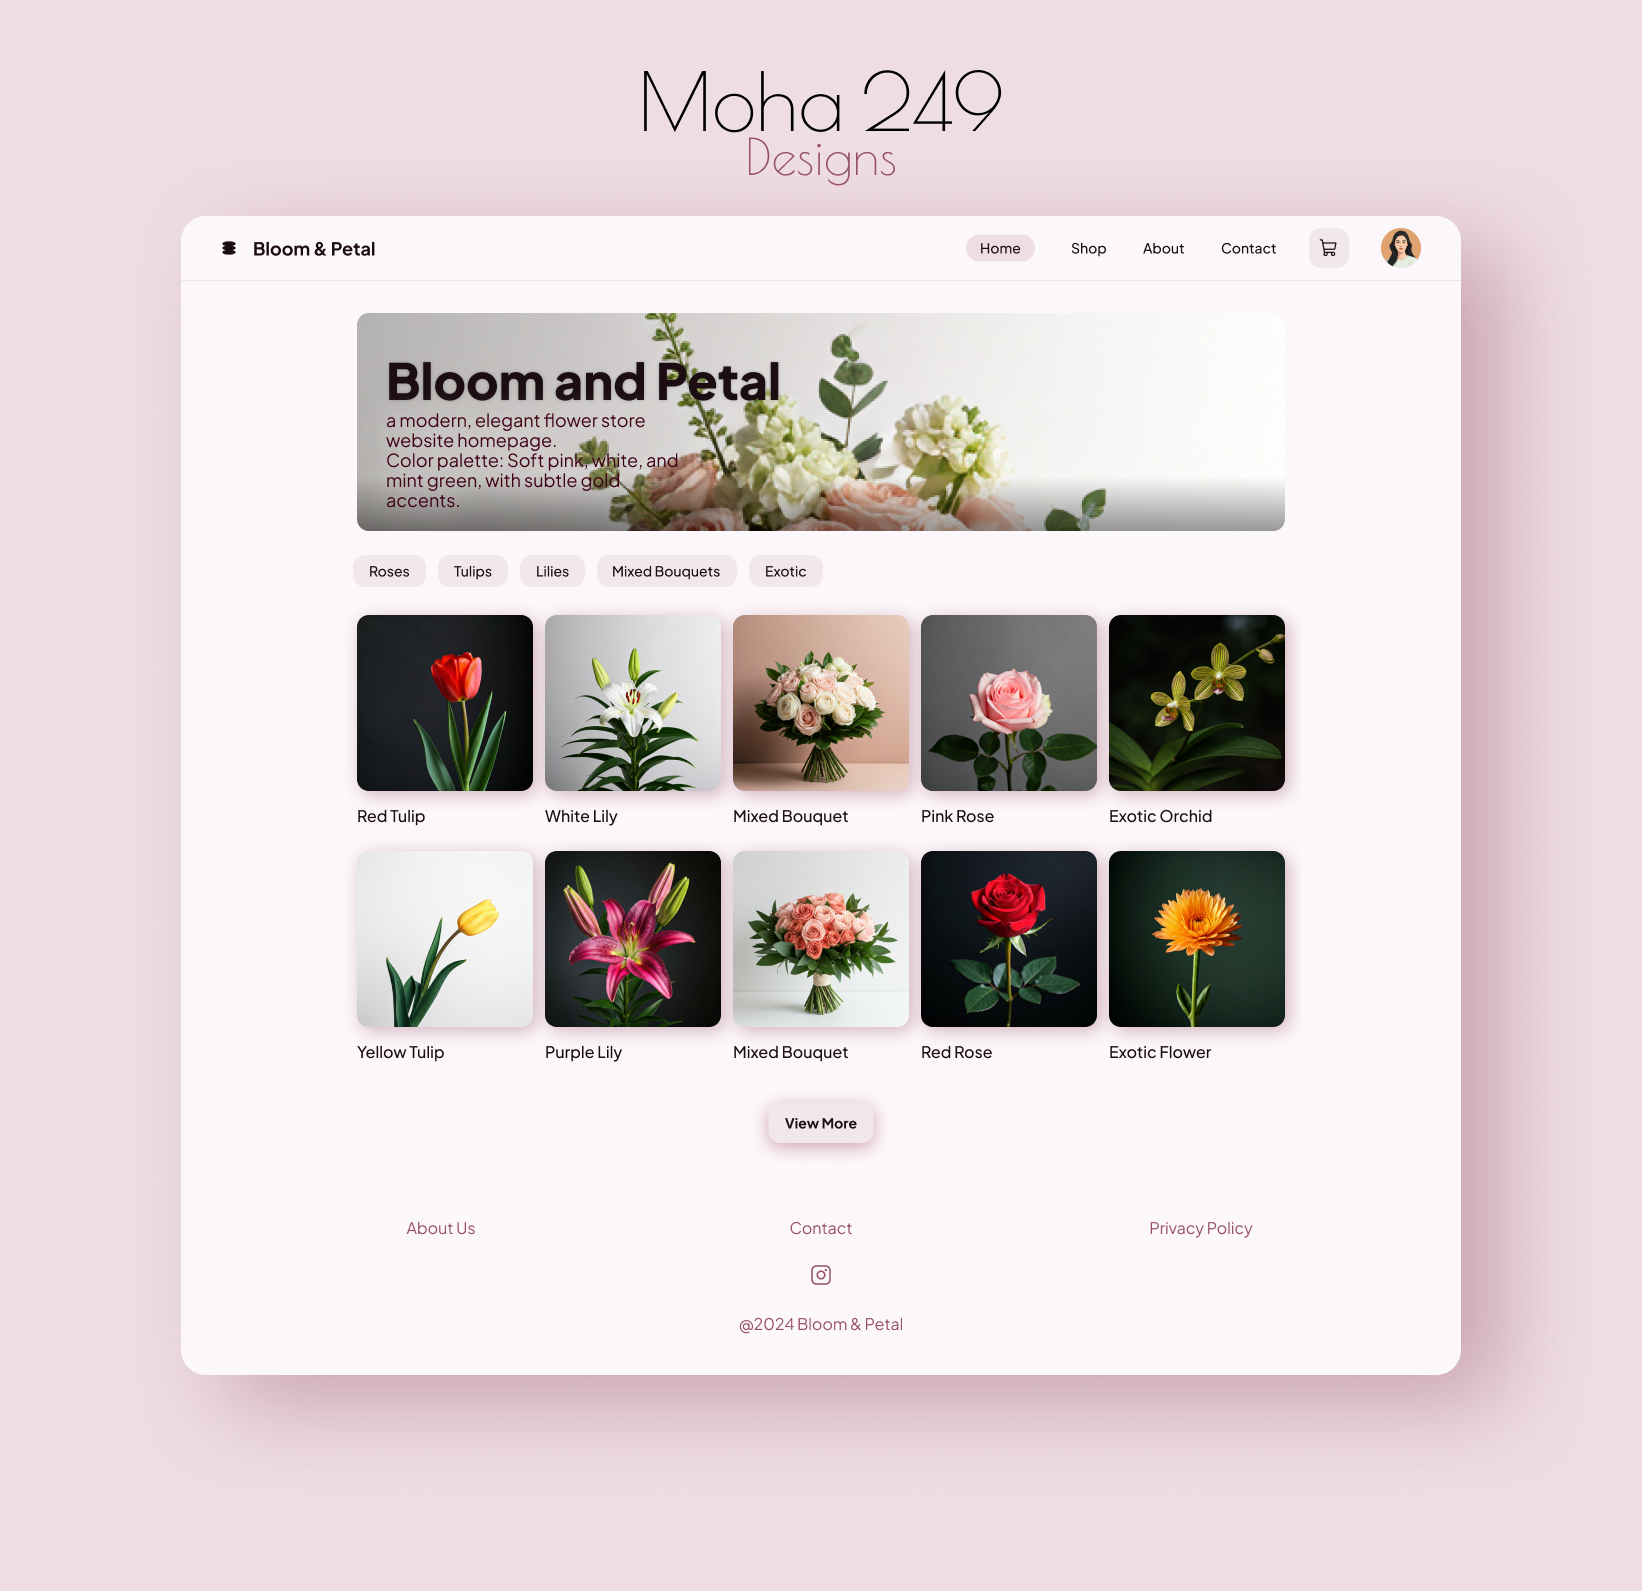 Moha 249
Designs
Bloom & Petal
Home Shop About Contact
Bloom and Petal
a modern, elegant flower store
website homepage.
Color palette: Soft pink, white, and
mint green, with subtle gold
accents.
Roses Tulips Lilies Mixed Bouquets Exotic
Red Tulip White Lily Mixed Bouquet Pink Rose Exotic Orchid
Yellow Tulip Purple Lily Mixed Bouquet Red Rose Exotic Flower
View More
About Us Contact Privacy Policy
@2024 Bloom & Petal